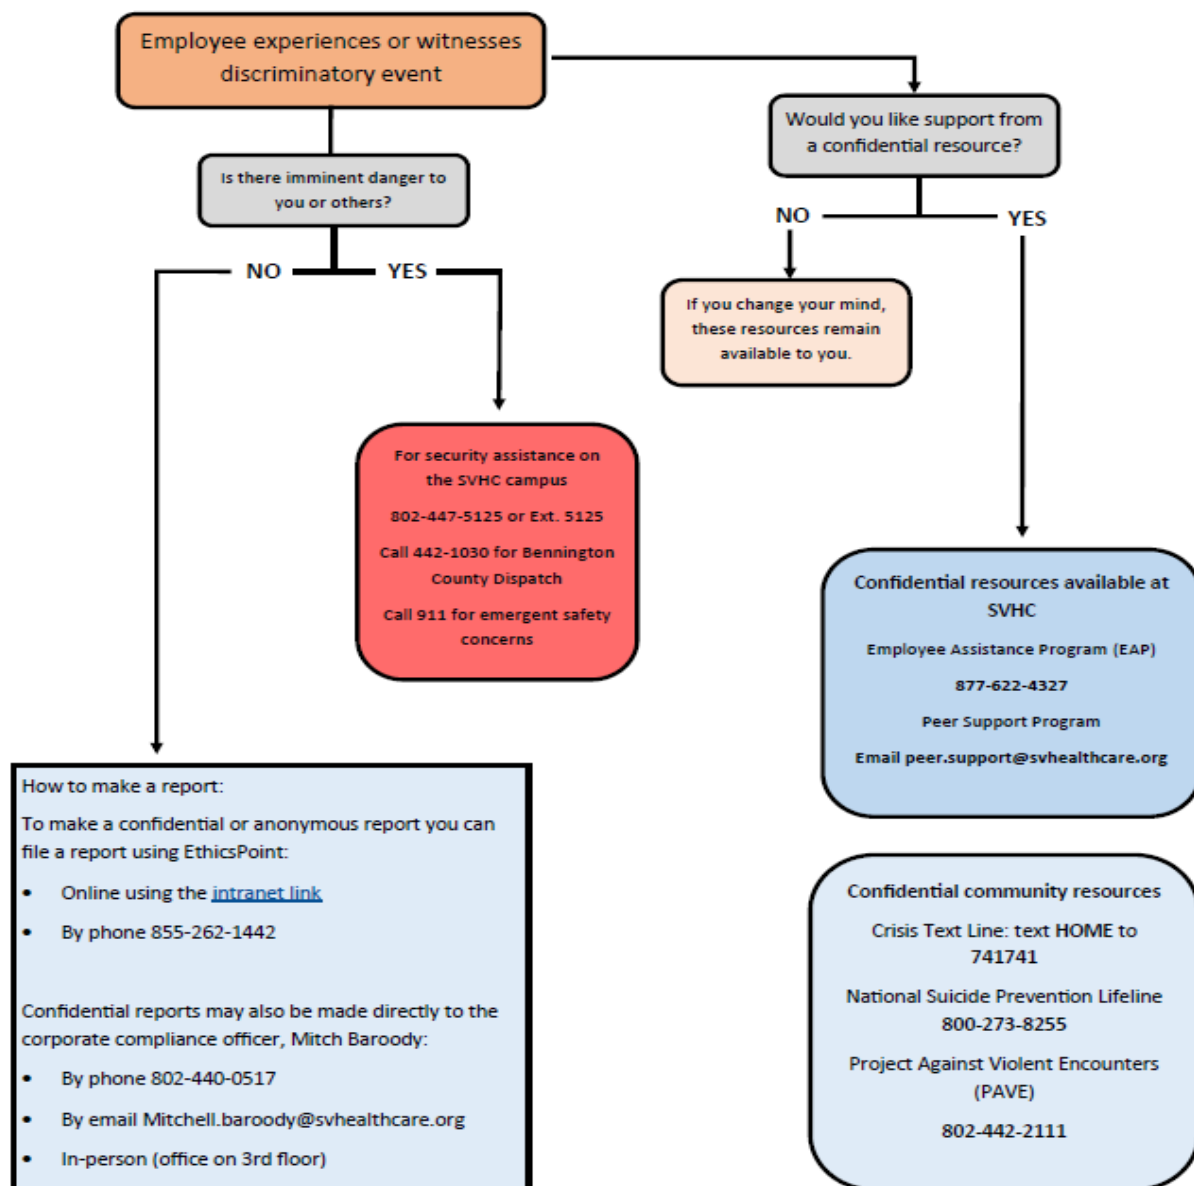 Employee experiences or witnesses
discriminatory event
Would you like support from
a confidential resource?
Is there imminent danger to
you or others?
NO
YES
NO
YES
If you change your mind,
these resources remain
available to you.
For security assistance on
the SVHC campus
802-447-5125 or Ext. 5125
Call 442-1030 for Bennington
County Dispatch
Call 911 for emergent safety
concerns
Confidential resources available at
SVHC
Employee Assistance Program (EAP)
877-622-4327
Peer Support Program
Email peer.support@svhealthcare.org
How to make a report:
To make a confidential or anonymous report you can
file a report using EthicsPoint:
• Online using the intranet link
• By phone 855-262-1442
Confidential reports may also be made directly to the
corporate compliance officer, Mitch Baroody:
• By phone 802-440-0517
• By email Mitchell.baroody@svhealthcare.org
• In-person (office on 3rd floor)
Confidential community resources
Crisis Text Line: text HOME to
741741
National Suicide Prevention Lifeline
800-273-8255
Project Against Violent Encounters
(PAVE)
802-442-2111